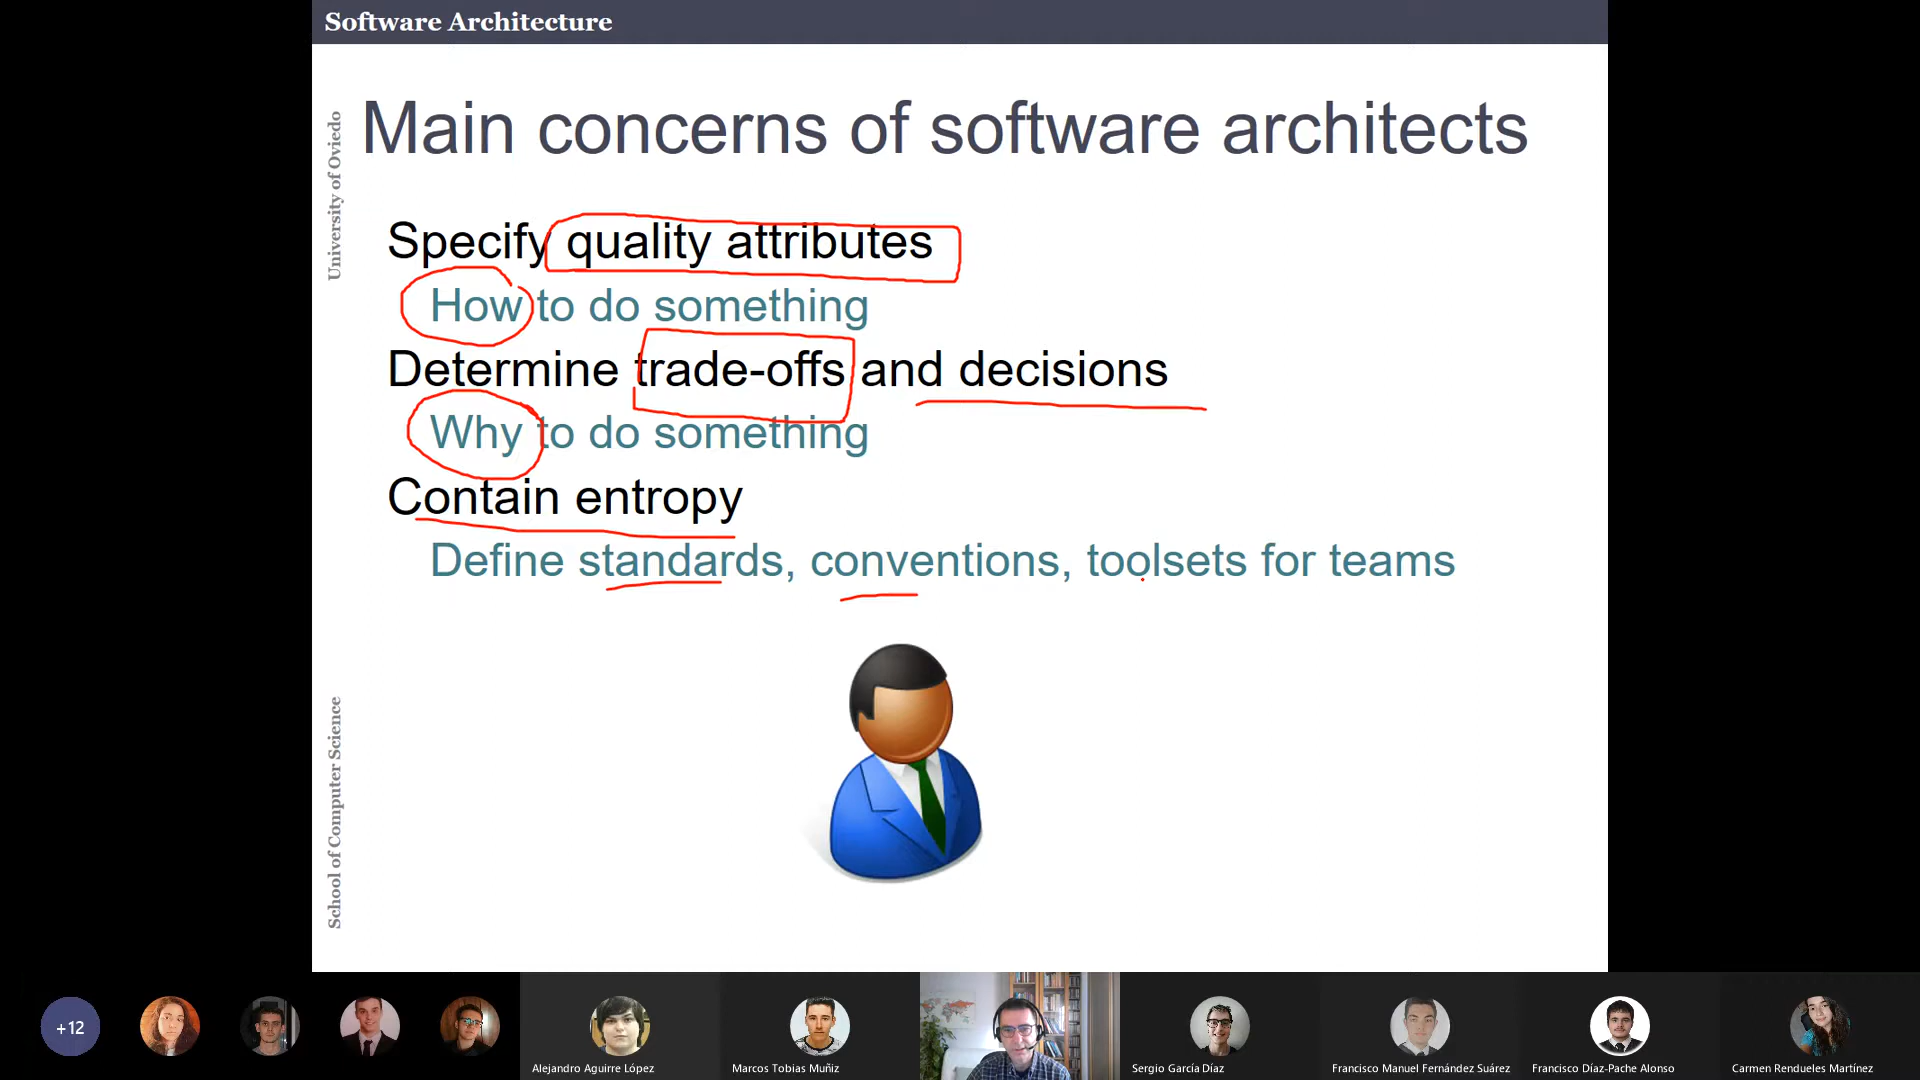 Software Architecture
University of Oviedo
Main concerns of software architects
Specify quality attributes
How to do something
Determine trade-offs and decisions
Why to do something
Contain entropy
Define standards, conventions, toolsets for teams
School of Computer Science
+12
Alejandro Aguirre López
Marcos Tobias Muñiz
Sergio García Díaz
Francisco Manuel Fernández Suárez
Francisco Díaz-Pache Alonso
Carmen Rendueles Martínez